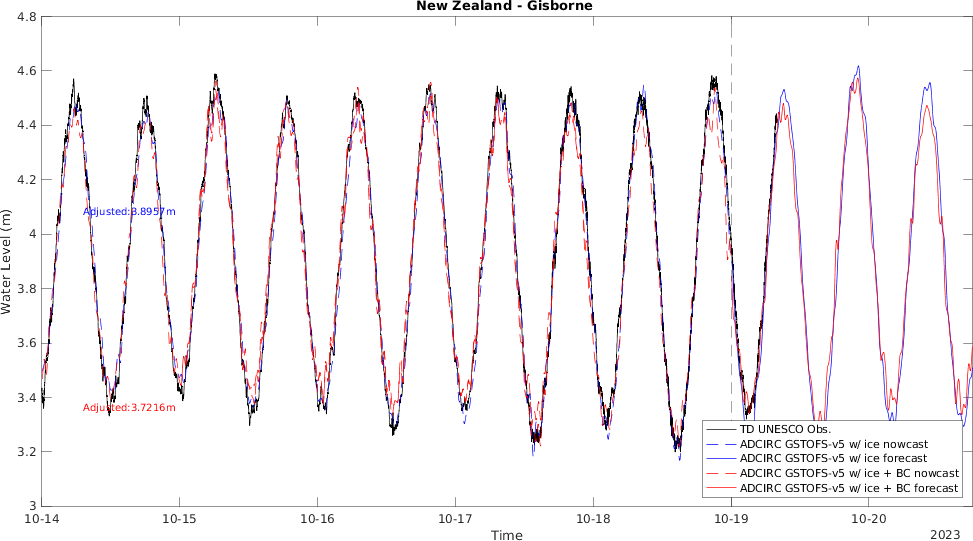 New Zealand - Gisborne
4.8
4.6
4.4
4.2
4
3.8
3.6
3.4
3.2
3
Water Level (m)
Adjusted:3.8957m
Adjusted:3.7216m
TD UNESCO Obs.
ADCIRC GSTOFS-v5 w/ ice nowcast
ADCIRC GSTOFS-v5 w/ ice forecast
ADCIRC GSTOFS-v5 w/ ice + BC nowcast
ADCIRC GSTOFS-v5 w/ ice + BC forecast
10-14
10-15
10-16
10-17
10-18
10-19
10-20
Time
2023